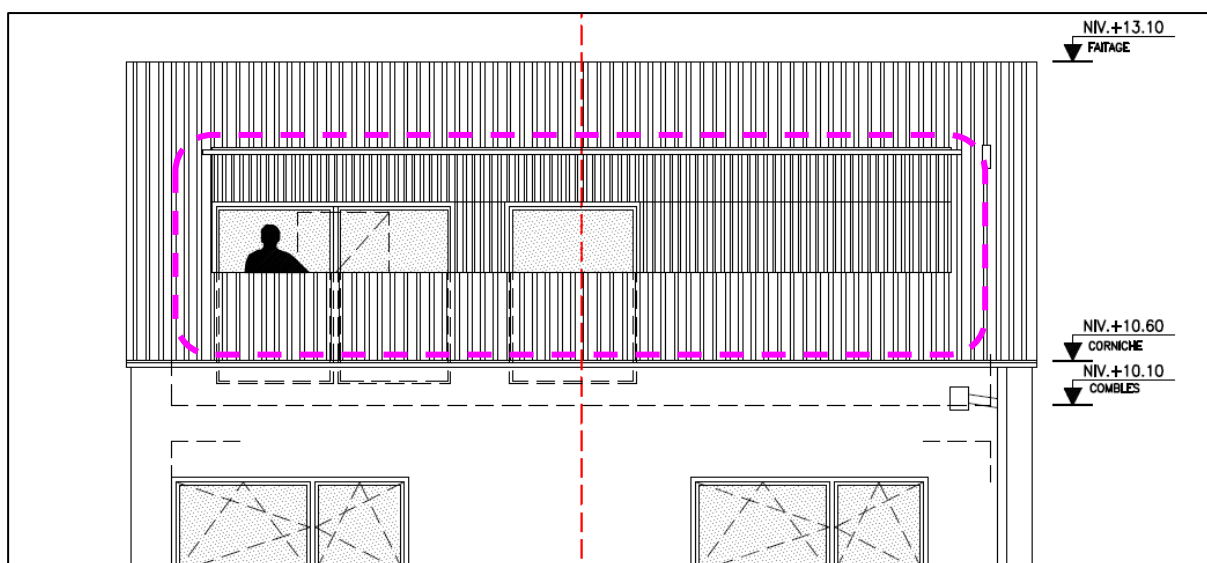 NIV.+13.10
FAITAGE
NIV.+10.60
CORNICHE
NIV.+10.10
COMBLES